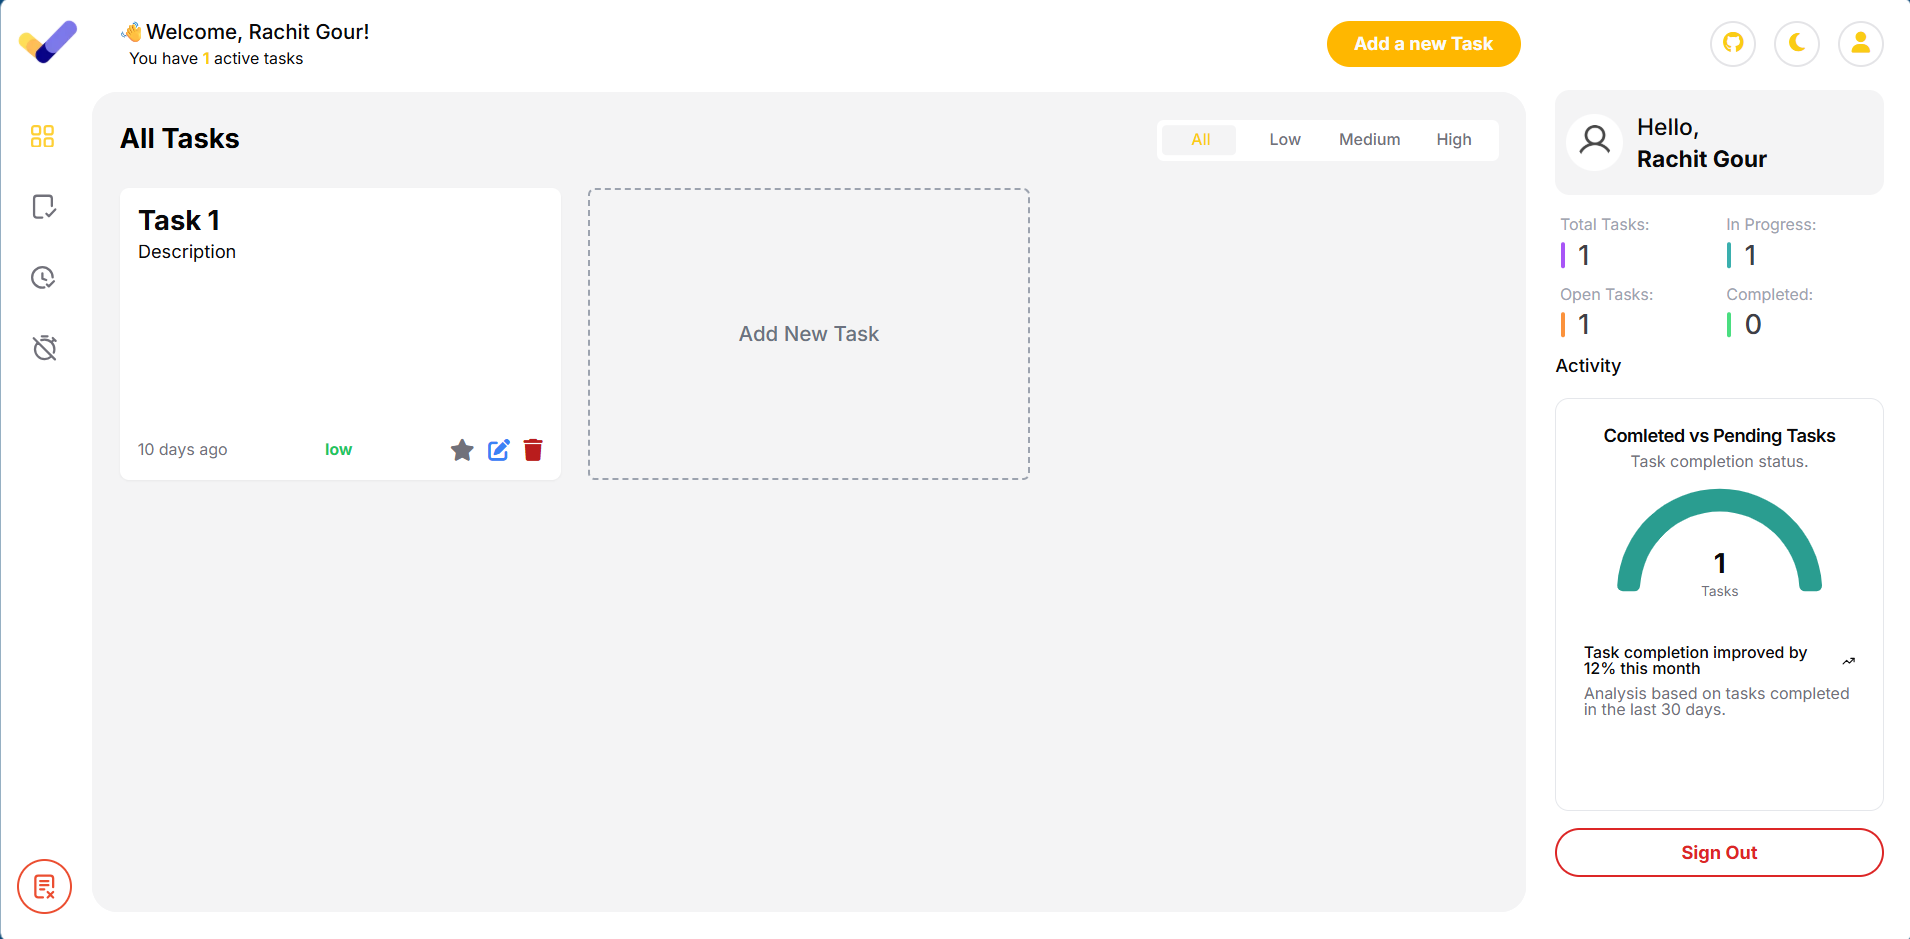 👋Welcome, Rachit Gour!
You have 1 active tasks
Add a new Task
All Tasks
All Low Medium High
Task 1
Description
10 days ago low
Add New Task
Hello,
Rachit Gour
Total Tasks: In Progress:
1 1
Open Tasks: Completed:
1 0
Activity
Comleted vs Pending Tasks
Task completion status.
1
Tasks
Task completion improved by
12% this month
Analysis based on tasks completed
in the last 30 days.
Sign Out